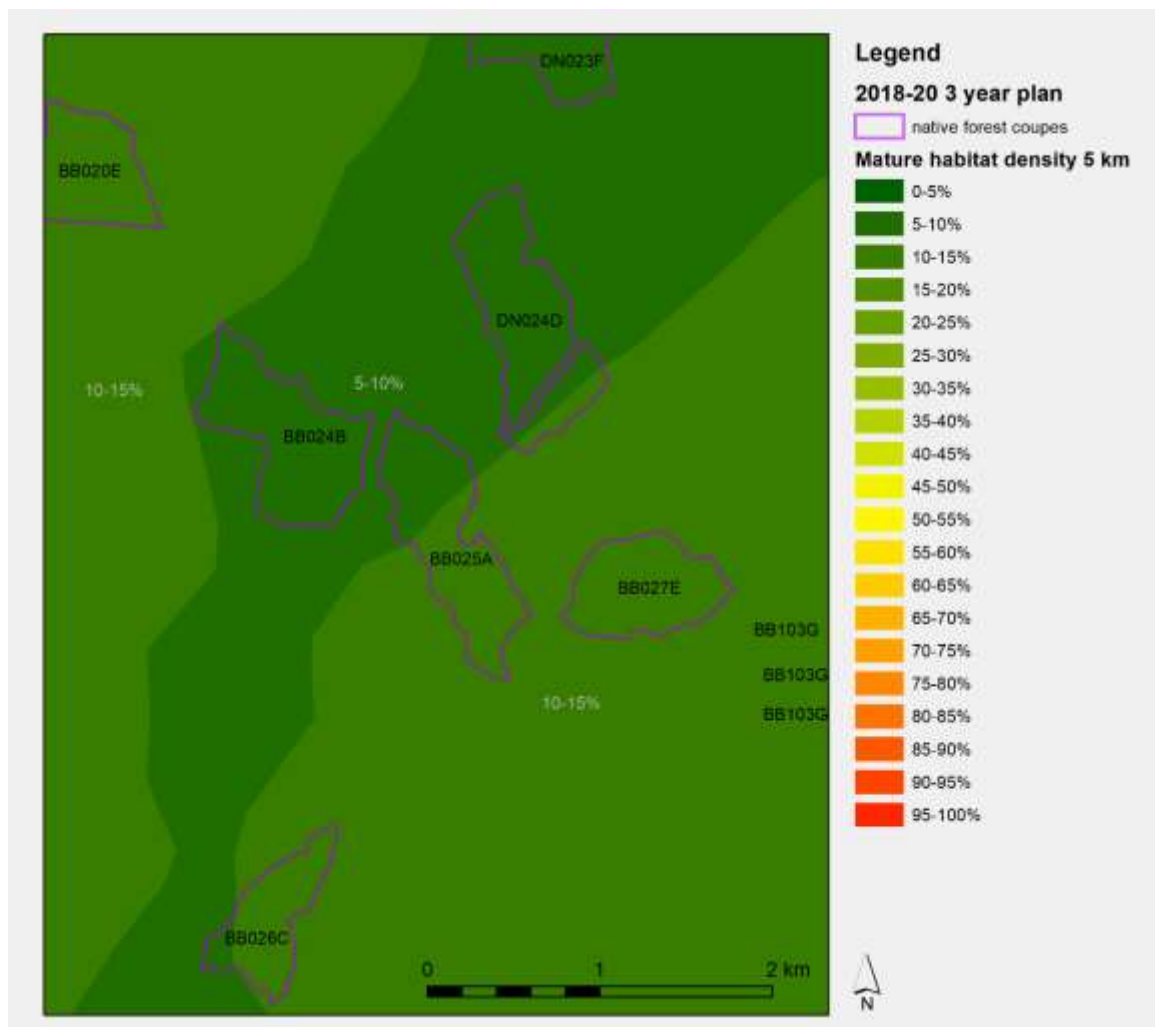 DN023F
BB020E
DN024D
10-15%
5-10%
BB024B
BB025A
BB027E
BB103G
BB103G
10-15%
BB103G
BB026C
0 1 2 km
Legend
2018-20 3 year plan
native forest coupes
Mature habitat density 5 km
0-5%
5-10%
10-15%
15-20%
20-25%
25-30%
30-35%
35-40%
40-45%
45-50%
50-55%
55-60%
60-65%
65-70%
70-75%
75-80%
80-85%
85-90%
90-95%
95-100%
N